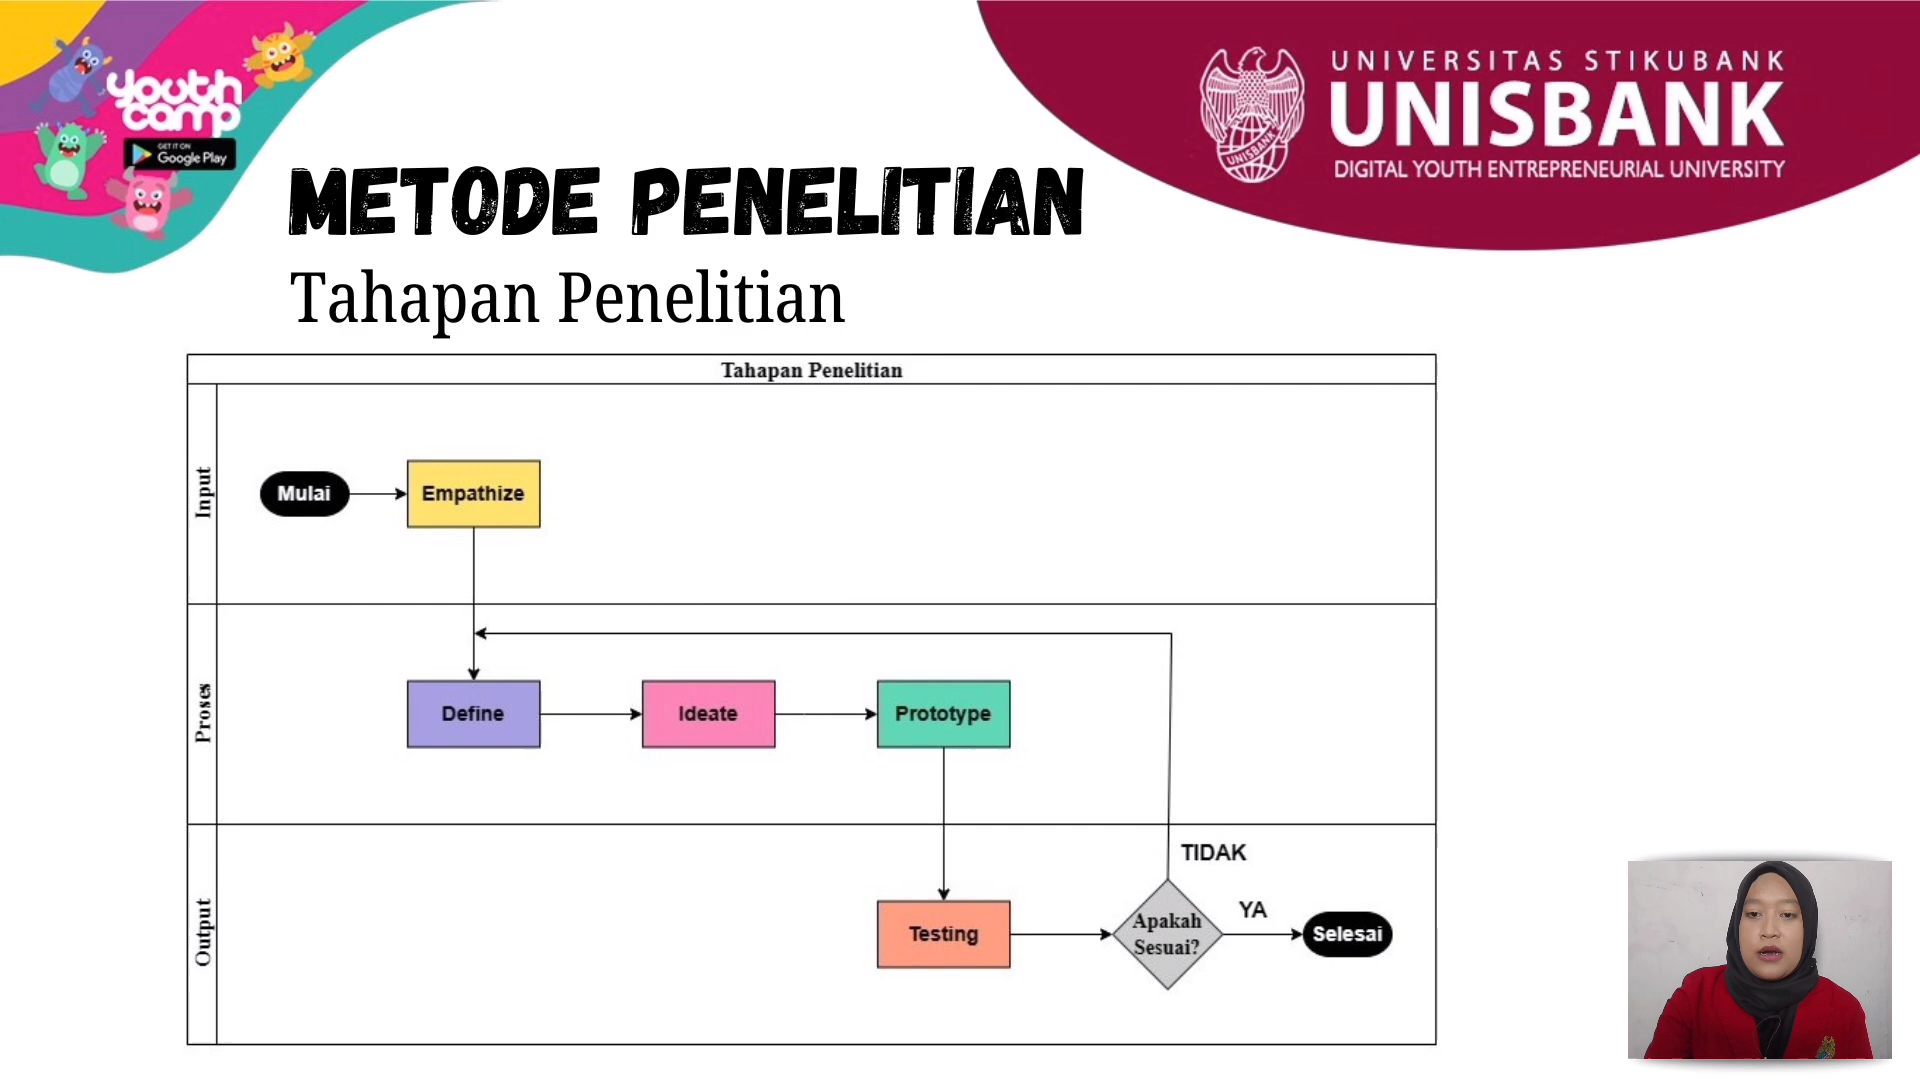 youth
camp
GET IT ON
Google Play
UNIVERSITAS STIKUBANK
UNISBANK
DIGITAL YOUTH ENTREPRENEURIAL UNIVERSITY
UNISBANK
METODE PENELITIAN
Tahapan Penelitian
Tahapan Penelitian
Input
Mulai
Empathize
Proses
Define
Ideate
Prototype
Output
TIDAK
Testing
Apakah
Sesuai?
YA
Selesai